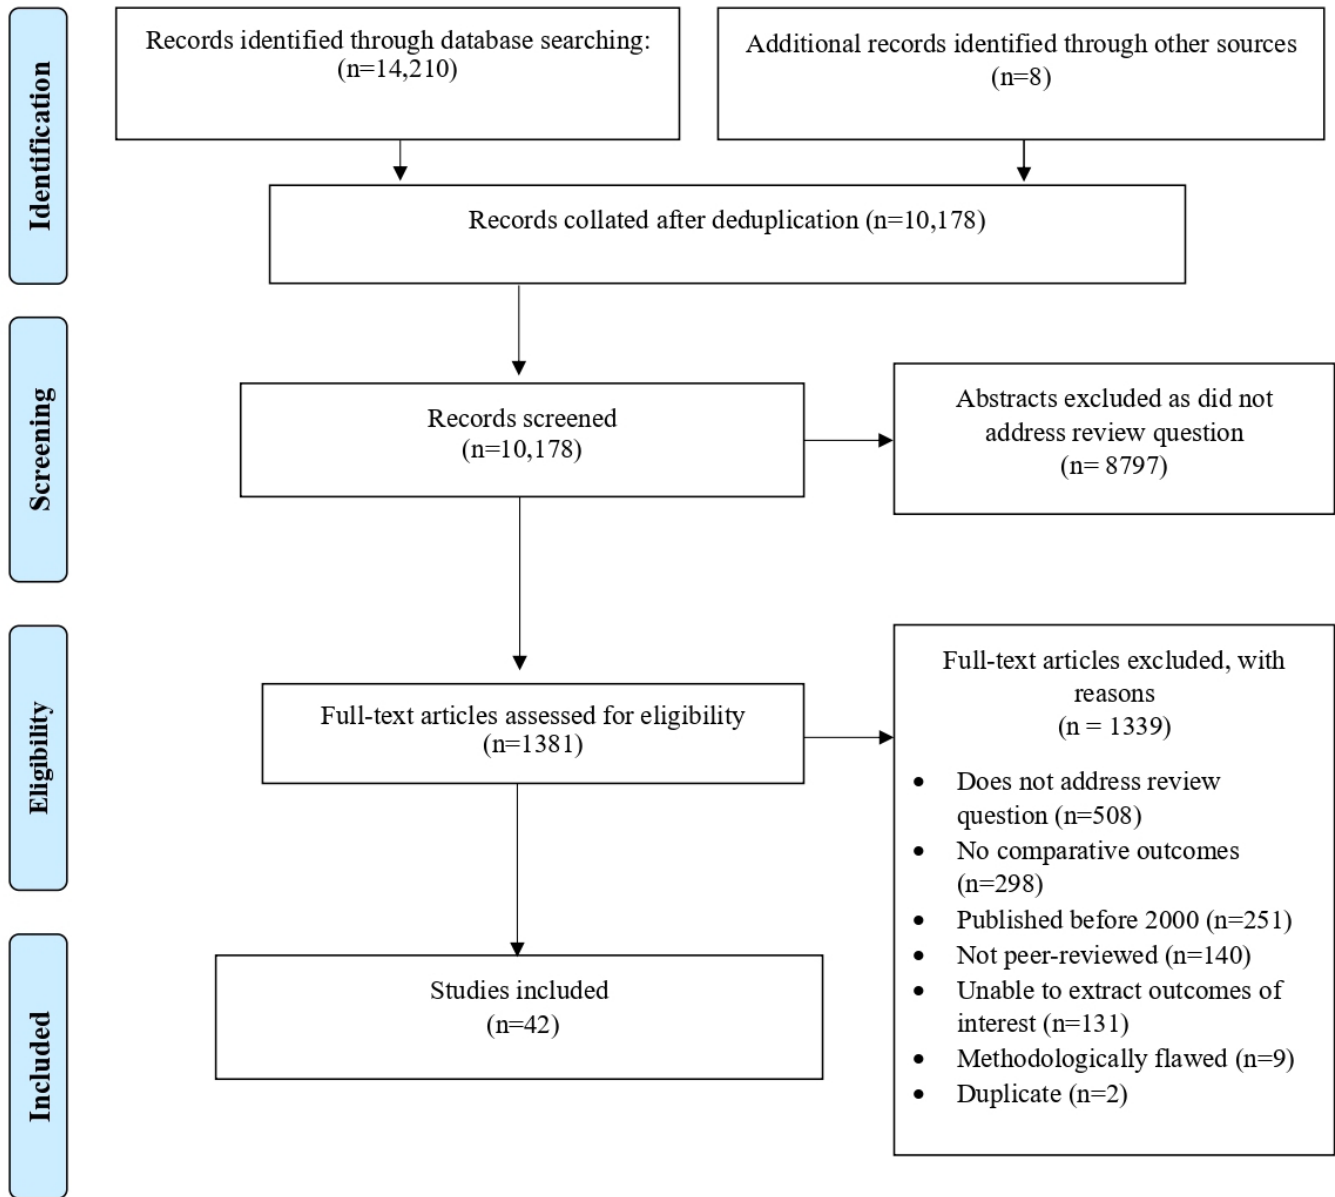 Identification
Records identified through database searching:
(n=14,210)
Additional records identified through other sources
(n=8)
Records collated after deduplication (n=10,178)
Screening
Records screened
(n=10,178)
Abstracts excluded as did not
address review question
(n= 8797)
Eligibility
Full-text articles assessed for eligibility
(n=1381)
Full-text articles excluded, with
reasons
(n = 1339)
• Does not address review
question (n=508)
• No comparative outcomes
(n=298)
• Published before 2000 (n=251)
• Not peer-reviewed (n=140)
• Unable to extract outcomes of
interest (n=131)
• Methodologically flawed (n=9)
• Duplicate (n=2)
Included
Studies included
(n=42)